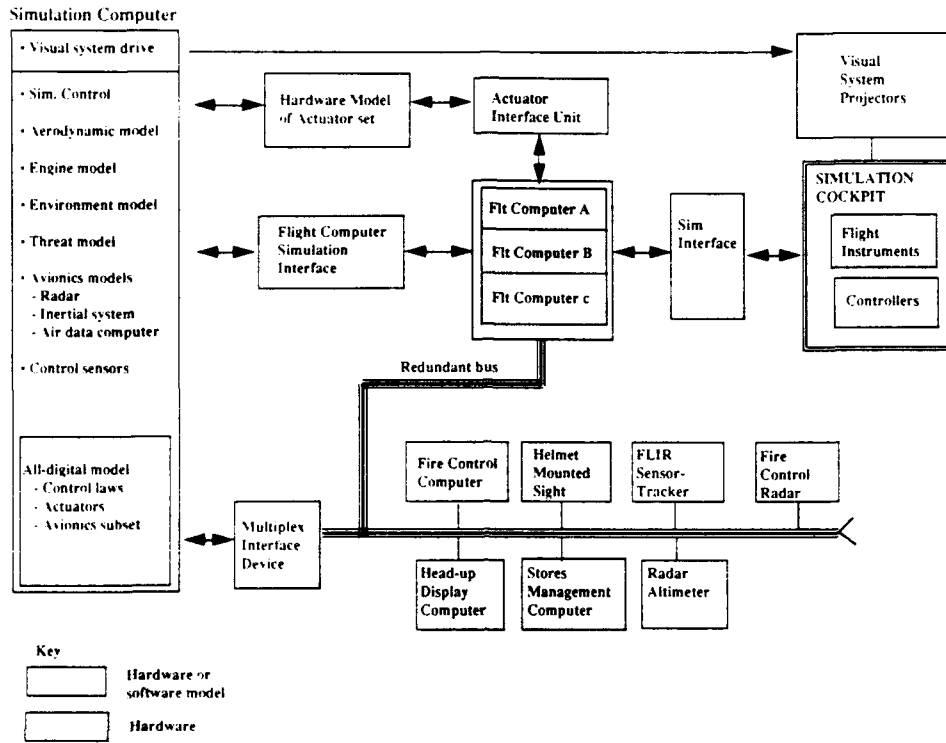 Simulation Computer
• Visual system drive
• Sim. Control
• Aerodynamic model
• Engine model
• Environment model
• Threat model
• Avionics models
- Radar
- Inertial system
- Air data computer
• Control sensors
All-digital model
- Control laws
- Actuators
- Avionics subset
Hardware Model
of Actuator set
Actuator
Interface Unit
Visual
System
Projectors
Flight Computer
Simulation
Interface
Flt Computer A
Flt Computer B
Flt Computer c
Sim
Interface
SIMULATION
COCKPIT
Flight
Instruments
Controllers
Redundant bus
Multiplex
Interface
Device
Fire Control
Computer
Helmet
Mounted
Sight
FLIR
Sensor-
Tracker
Fire
Control
Radar
Head-up
Display
Computer
Stores
Management
Computer
Radar
Altimeter
Key
Hardware or
software model
Hardware